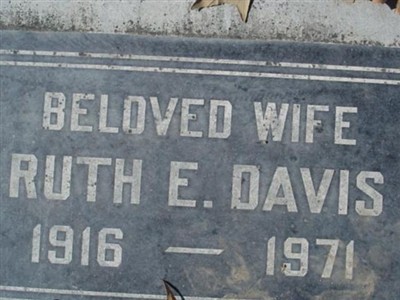 BELOVED WIFE
RUTH E. DAVIS
1916 — 1971